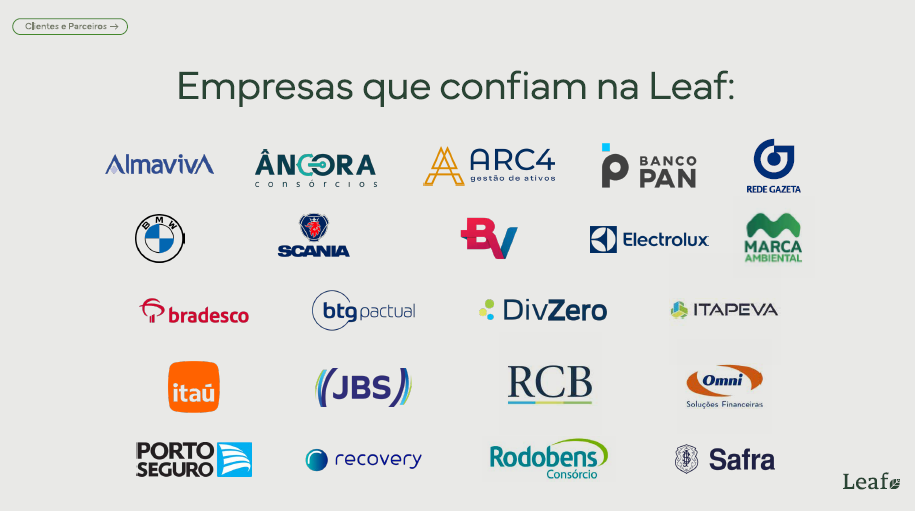 Clientes e Parceiros →
Empresas que confiam na Leaf:
AlmavivA
ÂNCORA
consórcios
ARC4
gestão de ativos
BANCO
PAN
REDE GAZETA
BMW
SCANIA
BV
Electrolux
MARCA
AMBIENTAL
bradesco
btgpactual
DivZero
ITAPEVA
itaú
JBS
RCB
Omni
Soluções Financeiras
PORTO
SEGURO
recovery
Rodobens
Consórcio
Safra
Leaf